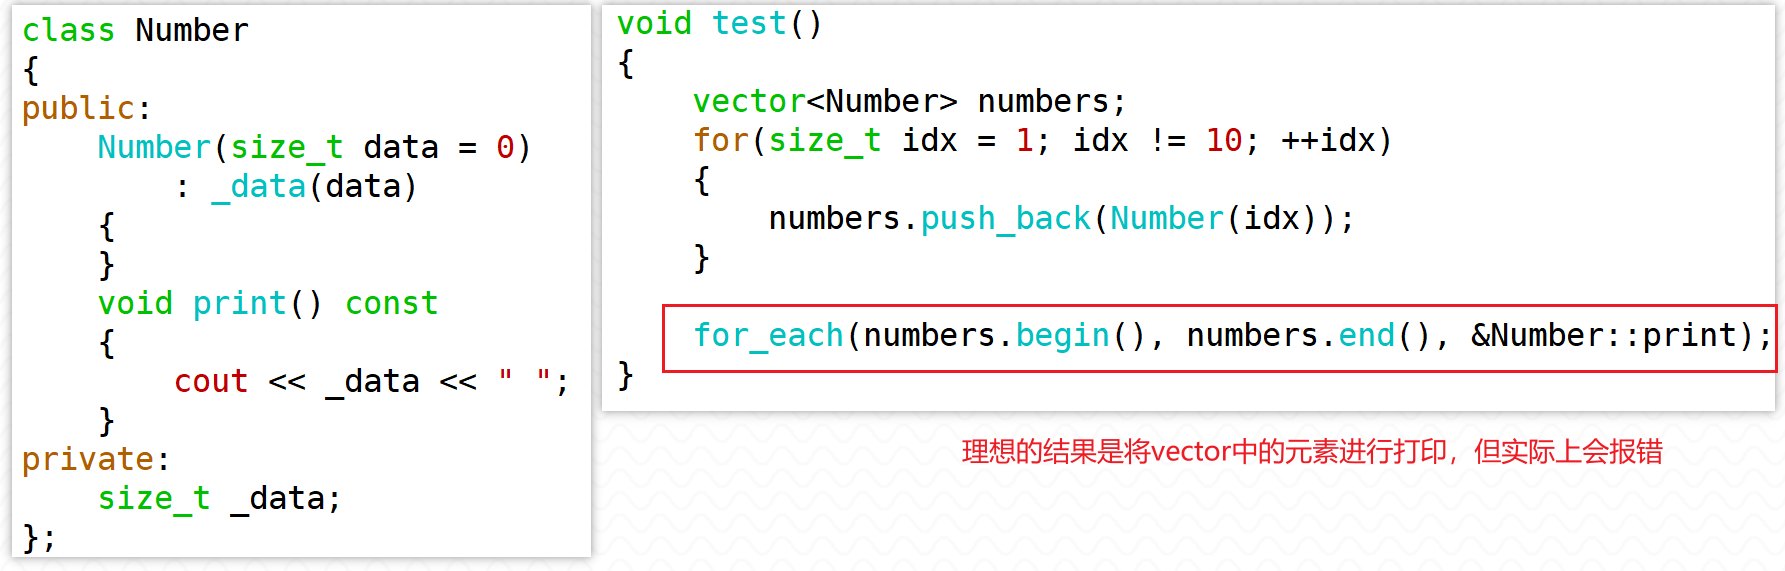 class Number
{
public:
    Number(size_t data = 0)
        : _data(data)
    {
    }
    void print() const
    {
        cout << _data << " ";
    }
private:
    size_t _data;
};
void test()
{
    vector<Number> numbers;
    for(size_t idx = 1; idx != 10; ++idx)
    {
        numbers.push_back(Number(idx));
    }
    for_each(numbers.begin(), numbers.end(), &Number::print);
}
理想的结果是将vector中的元素进行打印，但实际上会报错